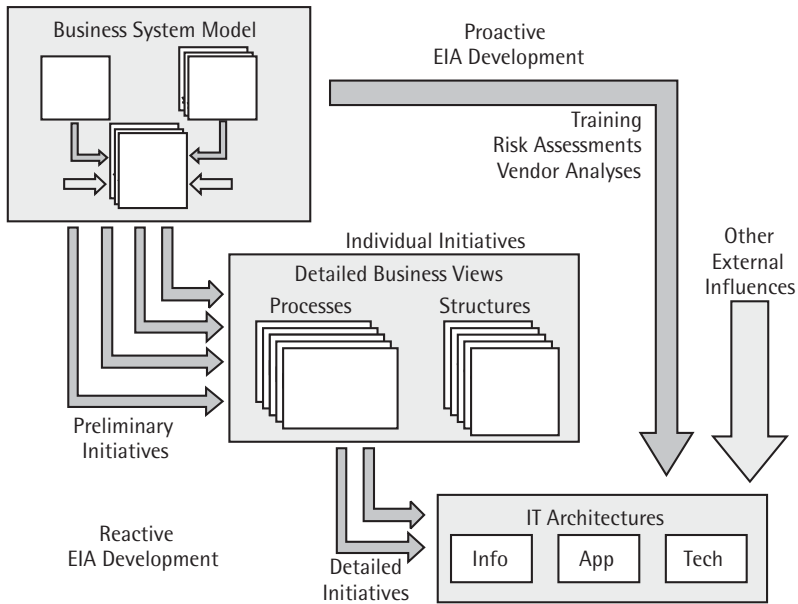 Business System Model
Proactive
EIA Development
Training
Risk Assessments
Vendor Analyses
Other
External
Influences
Individual Initiatives
Detailed Business Views
Processes
Structures
Preliminary
Initiatives
IT Architectures
Info
App
Tech
Reactive
EIA Development
Detailed
Initiatives